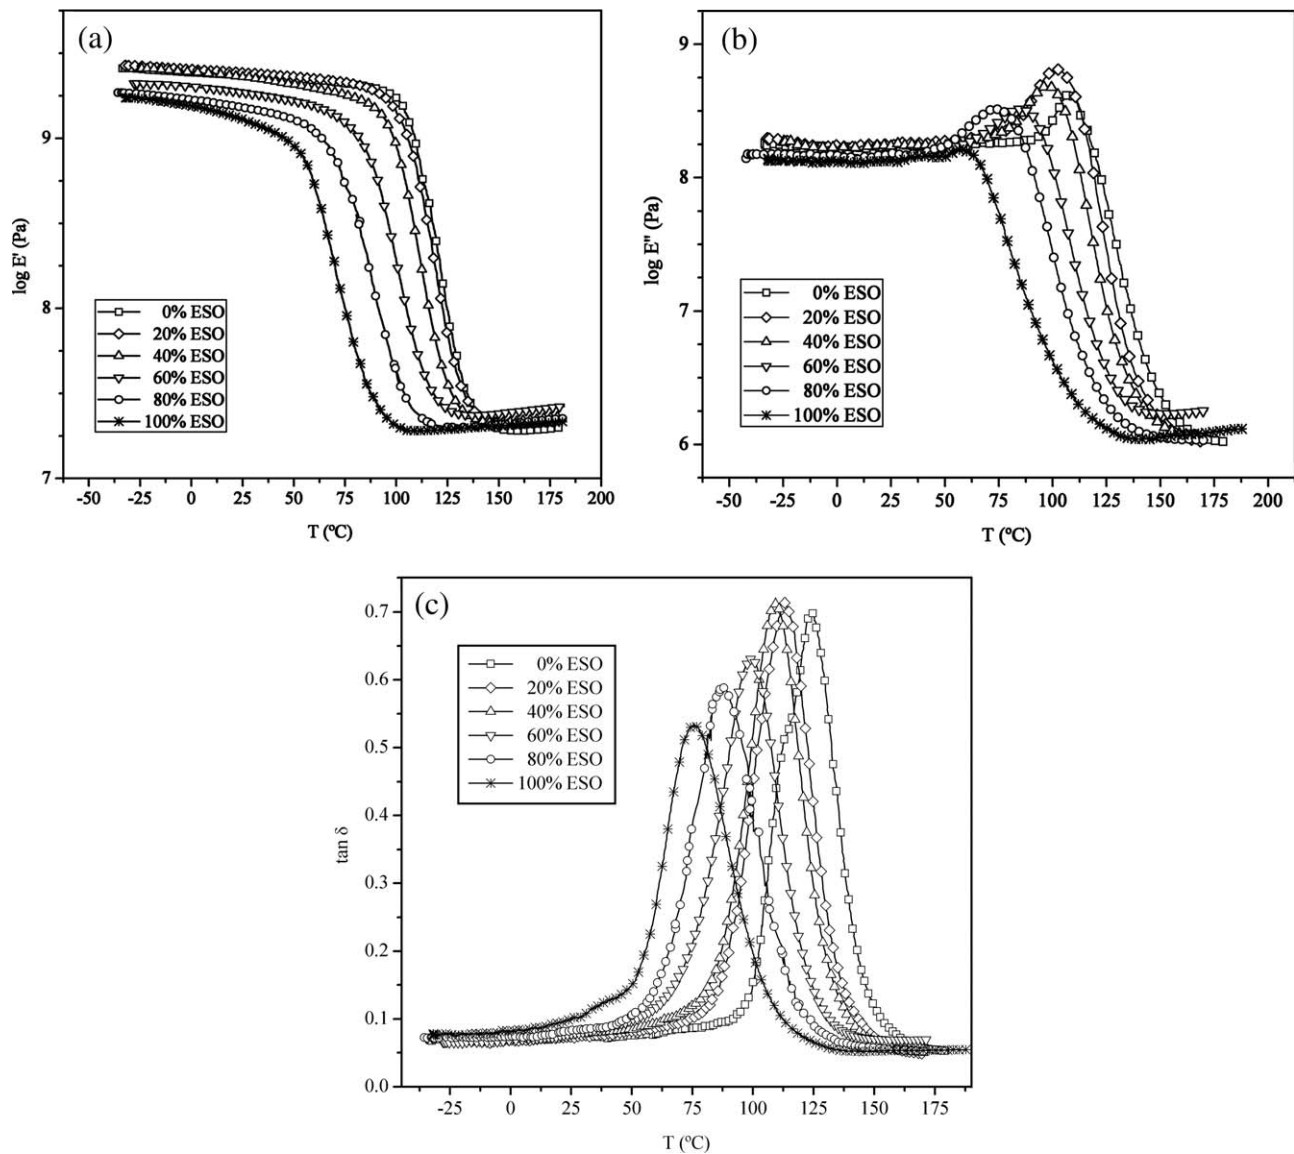 (a)
9
8
7
log E' (Pa)
0% ESO
20% ESO
40% ESO
60% ESO
80% ESO
100% ESO
-50 -25 0 25 50 75 100 125 150 175 200
T (ºC)
(b)
9
8
7
6
log E'' (Pa)
0% ESO
20% ESO
40% ESO
60% ESO
80% ESO
100% ESO
-50 -25 0 25 50 75 100 125 150 175 200
T (ºC)
(c)
0.7
0.6
0.5
0.4
0.3
0.2
0.1
0.0
tan δ
0% ESO
20% ESO
40% ESO
60% ESO
80% ESO
100% ESO
-25 0 25 50 75 100 125 150 175
T (ºC)